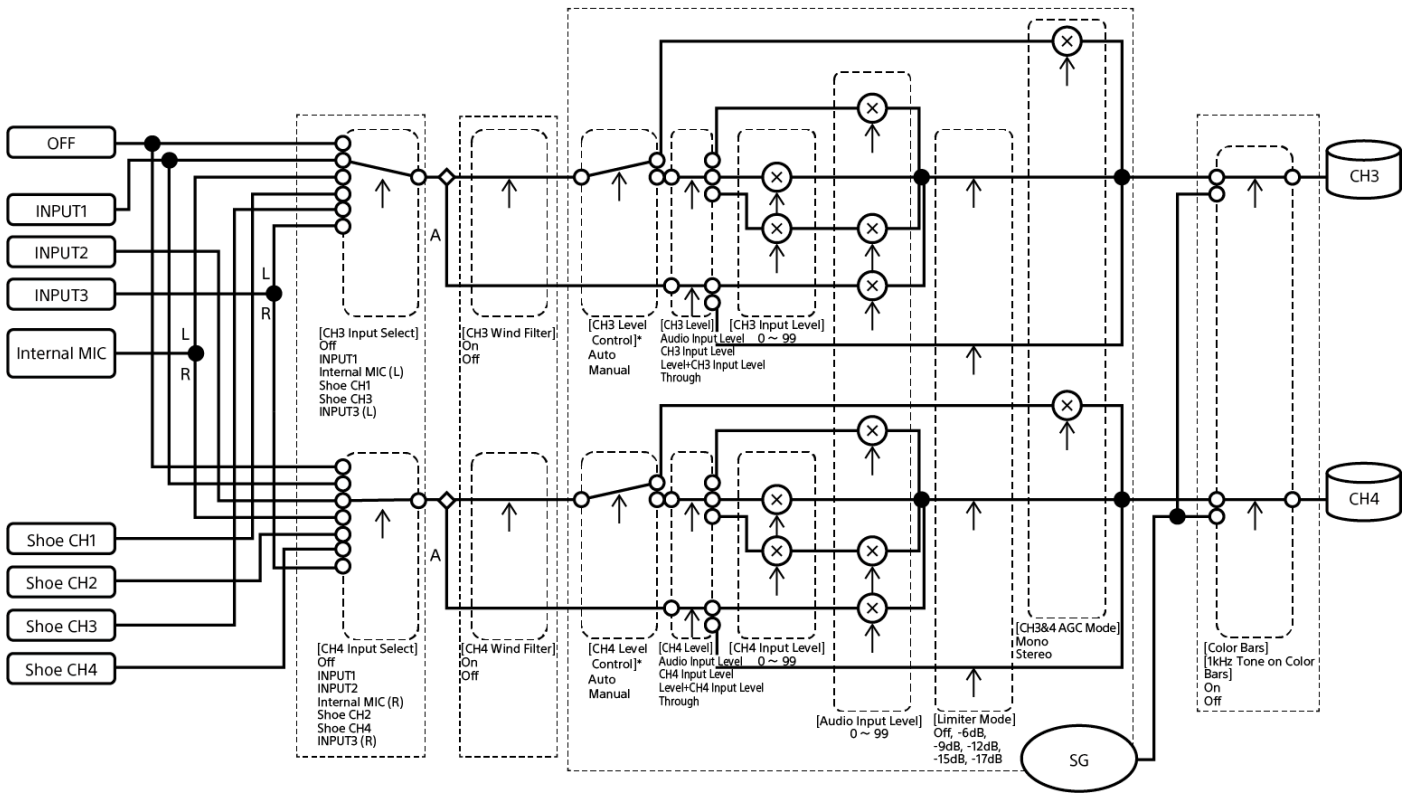 OFF
INPUT1
INPUT2
INPUT3
Internal MIC
L
R
L
R
Shoe CH1
Shoe CH2
Shoe CH3
Shoe CH4
[CH3 Input Select]
Off
INPUT1
Internal MIC (L)
Shoe CH1
Shoe CH3
INPUT3 (L)
A
[CH3 Wind Filter]
On
Off
[CH3 Level
Control]*
Auto
Manual
[CH3 Level]
Audio Input Level
CH3 Input Level
Level+CH3 Input Level
Through
[CH3 Input Level]
0 ~ 99
CH3
[CH4 Input Select]
Off
INPUT1
INPUT2
Internal MIC (R)
Shoe CH2
Shoe CH4
INPUT3 (R)
A
[CH4 Wind Filter]
On
Off
[CH4 Level
Control]*
Auto
Manual
[CH4 Level]
Audio Input Level
CH4 Input Level
Level+CH4 Input Level
Through
[CH4 Input Level]
0 ~ 99
[Audio Input Level]
0 ~ 99
[Limiter Mode]
Off, -6dB,
-9dB, -12dB,
-15dB, -17dB
[CH3&4 AGC Mode]
Mono
Stereo
SG
[Color Bars]
[1kHz Tone on Color
Bars]
On
Off
CH4